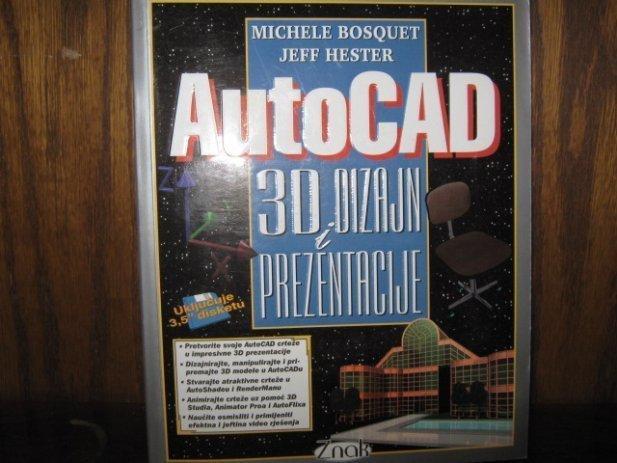 MICHELE BOSQUET
JEFF HESTER
AutoCAD
3D DIZAJN
i
PREZENTACIJE
Z
Uključuje
3,5" disketu
• Pretvorite svoje AutoCAD crteže
u impresivne 3D prezentacije
• Dizajnirajte, manipulirajte i pri-
premajte 3D modele u AutoCADu
• Stvarajte atraktivne crteže u
AutoShadeu i RenderManu
• Animirajte crteže uz pomoć 3D
Studia, Animator Proa i AutoFlixa
• Naučite osmisliti i primijeniti
efektna i jeftina video rješenja
Znak